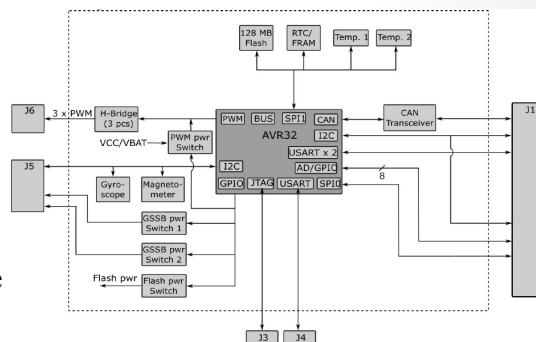 128 MB
Flash
RTC/
FRAM
Temp. 1
Temp. 2
J6
3 x PWM
H-Bridge
(3 pcs)
PWM
BUS
SPI1
CAN
CAN
Transceiver
J1
AVR32
I2C
VCC/VBAT
PWM pwr
Switch
USART x 2
AD/GPIO
8
J5
I2C
Gyro-
scope
Magneto-
meter
GPIO
JTAG
USART
SPI0
GSSB pwr
Switch 1
GSSB pwr
Switch 2
Flash pwr
Flash pwr
Switch
e
J3
J4